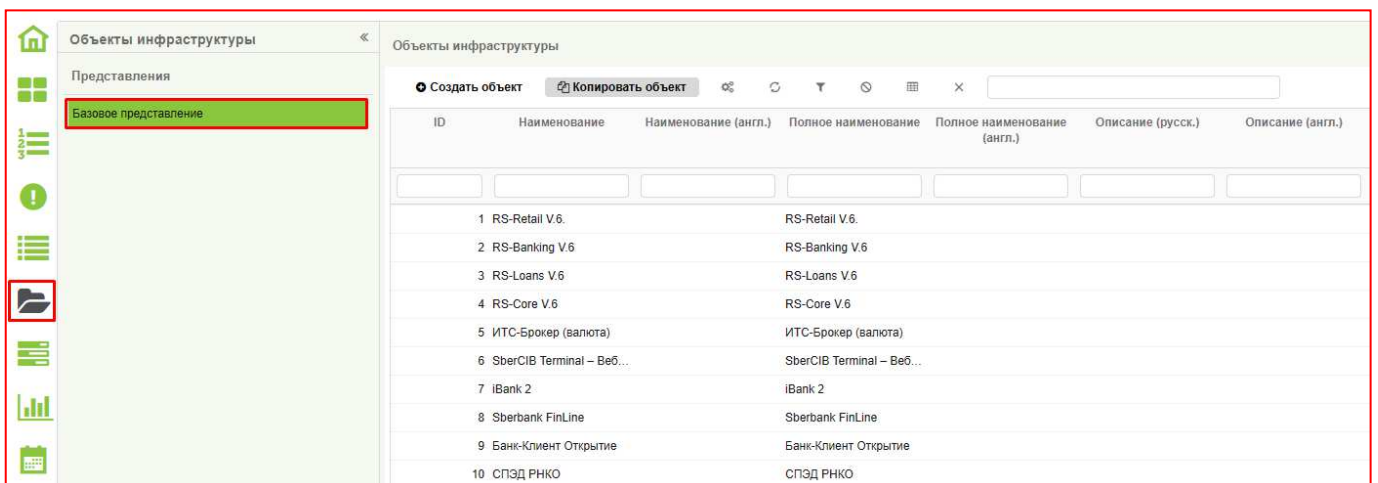 Объекты инфраструктуры «
Представления
Базовое представление
Объекты инфраструктуры
Создать объект Копировать объект
ID Наименование Наименование (англ.) Полное наименование Полное наименование (англ.) Описание (русск.) Описание (англ.)
1 RS-Retail V.6. RS-Retail V.6.
2 RS-Banking V.6 RS-Banking V.6
3 RS-Loans V.6 RS-Loans V.6
4 RS-Core V.6 RS-Core V.6
5 ИТС-Брокер (валюта) ИТС-Брокер (валюта)
6 SberCIB Terminal – Веб... SberCIB Terminal – Веб...
7 iBank 2 iBank 2
8 Sberbank FinLine Sberbank FinLine
9 Банк-Клиент Открытие Банк-Клиент Открытие
10 СПЭД РНКО СПЭД РНКО